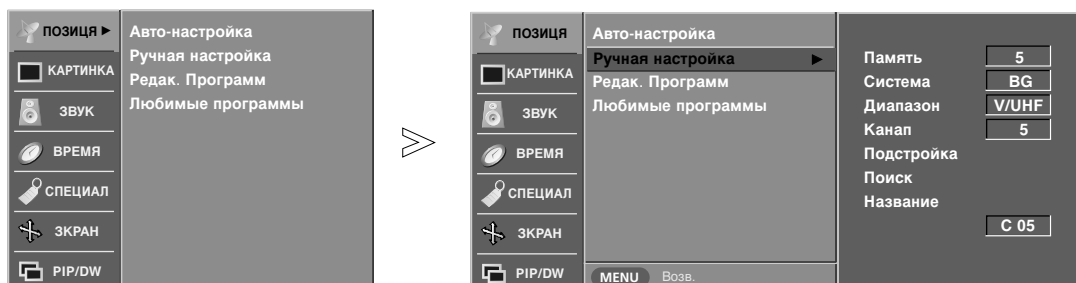 ПОЗИЦЯ ►
КАРТИНКА
ЗВУК
ВРЕМЯ
СПЕЦИАЛ
ЗКРАН
PIP/DW
Авто-настройка
Ручная настройка
Редак. Программ
Любимые программы
ПОЗИЦЯ
КАРТИНКА
ЗВУК
ВРЕМЯ
СПЕЦИАЛ
ЗКРАН
PIP/DW
Авто-настройка
Ручная настройка ►
Редак. Программ
Любимые программы
MENU Возв.
Память 5
Система BG
Диапазон V/UHF
Канап 5
Подстройка
Поиск
Название
C 05